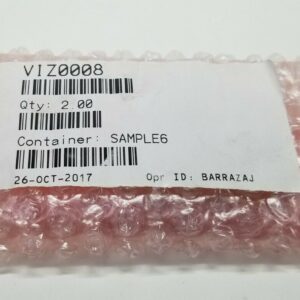 VIZ0008
Qty: 2.00
Container: SAMPLE6
26-OCT-2017 Opr ID: BARRAZAJ